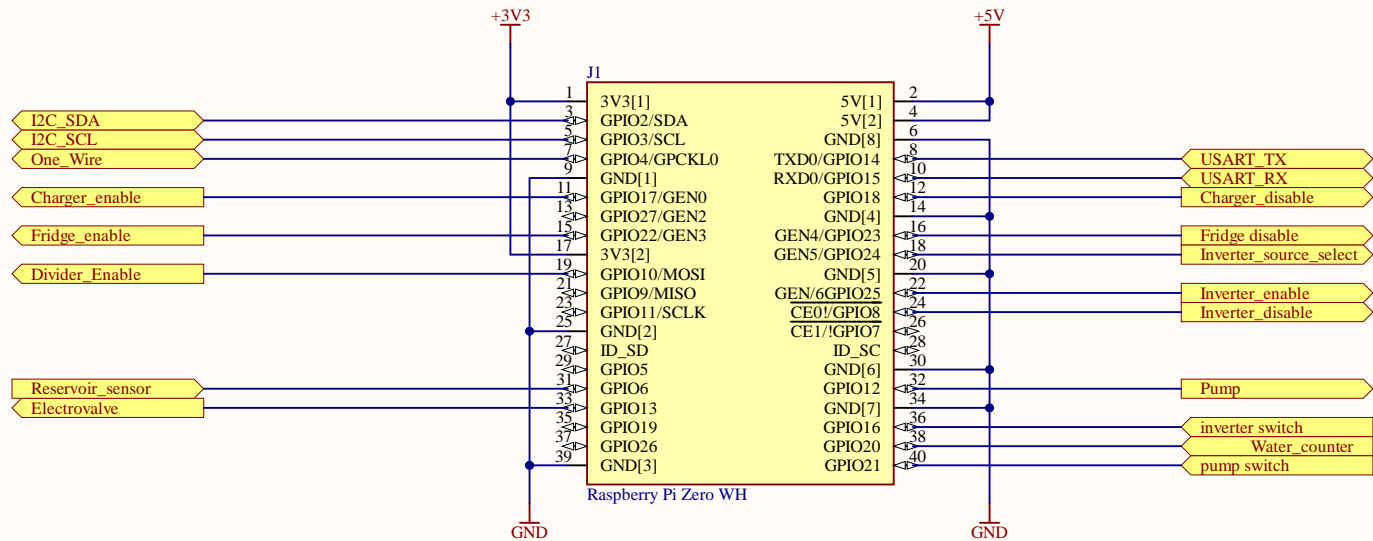 +3V3
+5V
J1
1 3V3[1] 5V[1] 2
I2C_SDA 3 GPIO2/SDA 5V[2] 4
I2C_SCL 5 GPIO3/SCL GND[8] 6
One_Wire 7 GPIO4/GPCKL0 TXD0/GPIO14 8 USART_TX
9 GND[1] RXD0/GPIO15 10 USART_RX
Charger_enable 11 GPIO17/GEN0 GPIO18 12 Charger_disable
13 GPIO27/GEN2 GND[4] 14
Fridge_enable 15 GPIO22/GEN3 GEN4/GPIO23 16 Fridge disable
17 3V3[2] GEN5/GPIO24 18 Inverter_source_select
Divider_Enable 19 GPIO10/MOSI GND[5] 20
21 GPIO9/MISO GEN/6GPIO25 22 Inverter_enable
23 GPIO11/SCLK CE0!/GPIO8 24 Inverter_disable
25 GND[2] CE1/!GPIO7 26
27 ID_SD ID_SC 28
29 GPIO5 GND[6] 30
Reservoir_sensor 31 GPIO6 GPIO12 32 Pump
Electrovalve 33 GPIO13 GND[7] 34
35 GPIO19 GPIO16 36 inverter switch
37 GPIO26 GPIO20 38 Water_counter
39 GND[3] GPIO21 40 pump switch
Raspberry Pi Zero WH
GND
GND